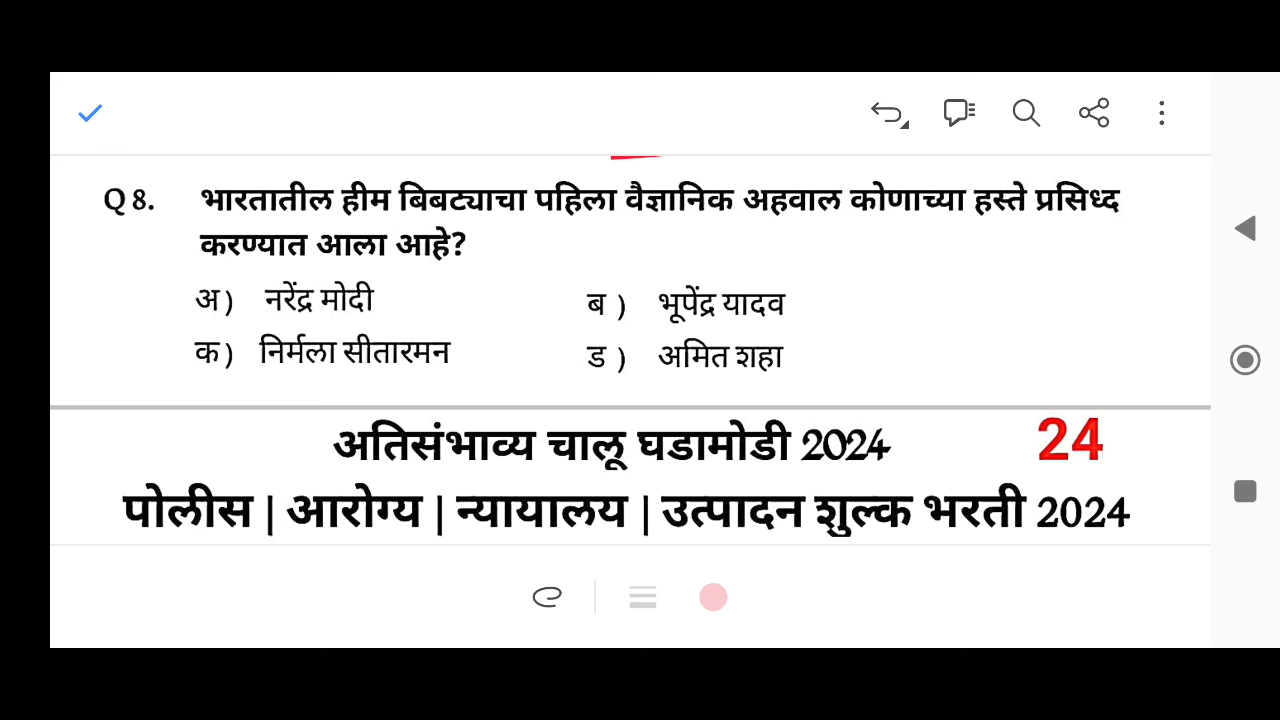 Q 8. भारतातील हीम बिबट्याचा पहिला वैज्ञानिक अहवाल कोणाच्या हस्ते प्रसिध्द
करण्यात आला आहे?
अ ) नरेंद्र मोदी ब ) भूपेंद्र यादव
क ) निर्मला सीतारमन ड ) अमित शहा
अतिसंभाव्य चालू घडामोडी 2024 24
पोलीस | आरोग्य | न्यायालय | उत्पादन शुल्क भरती 2024